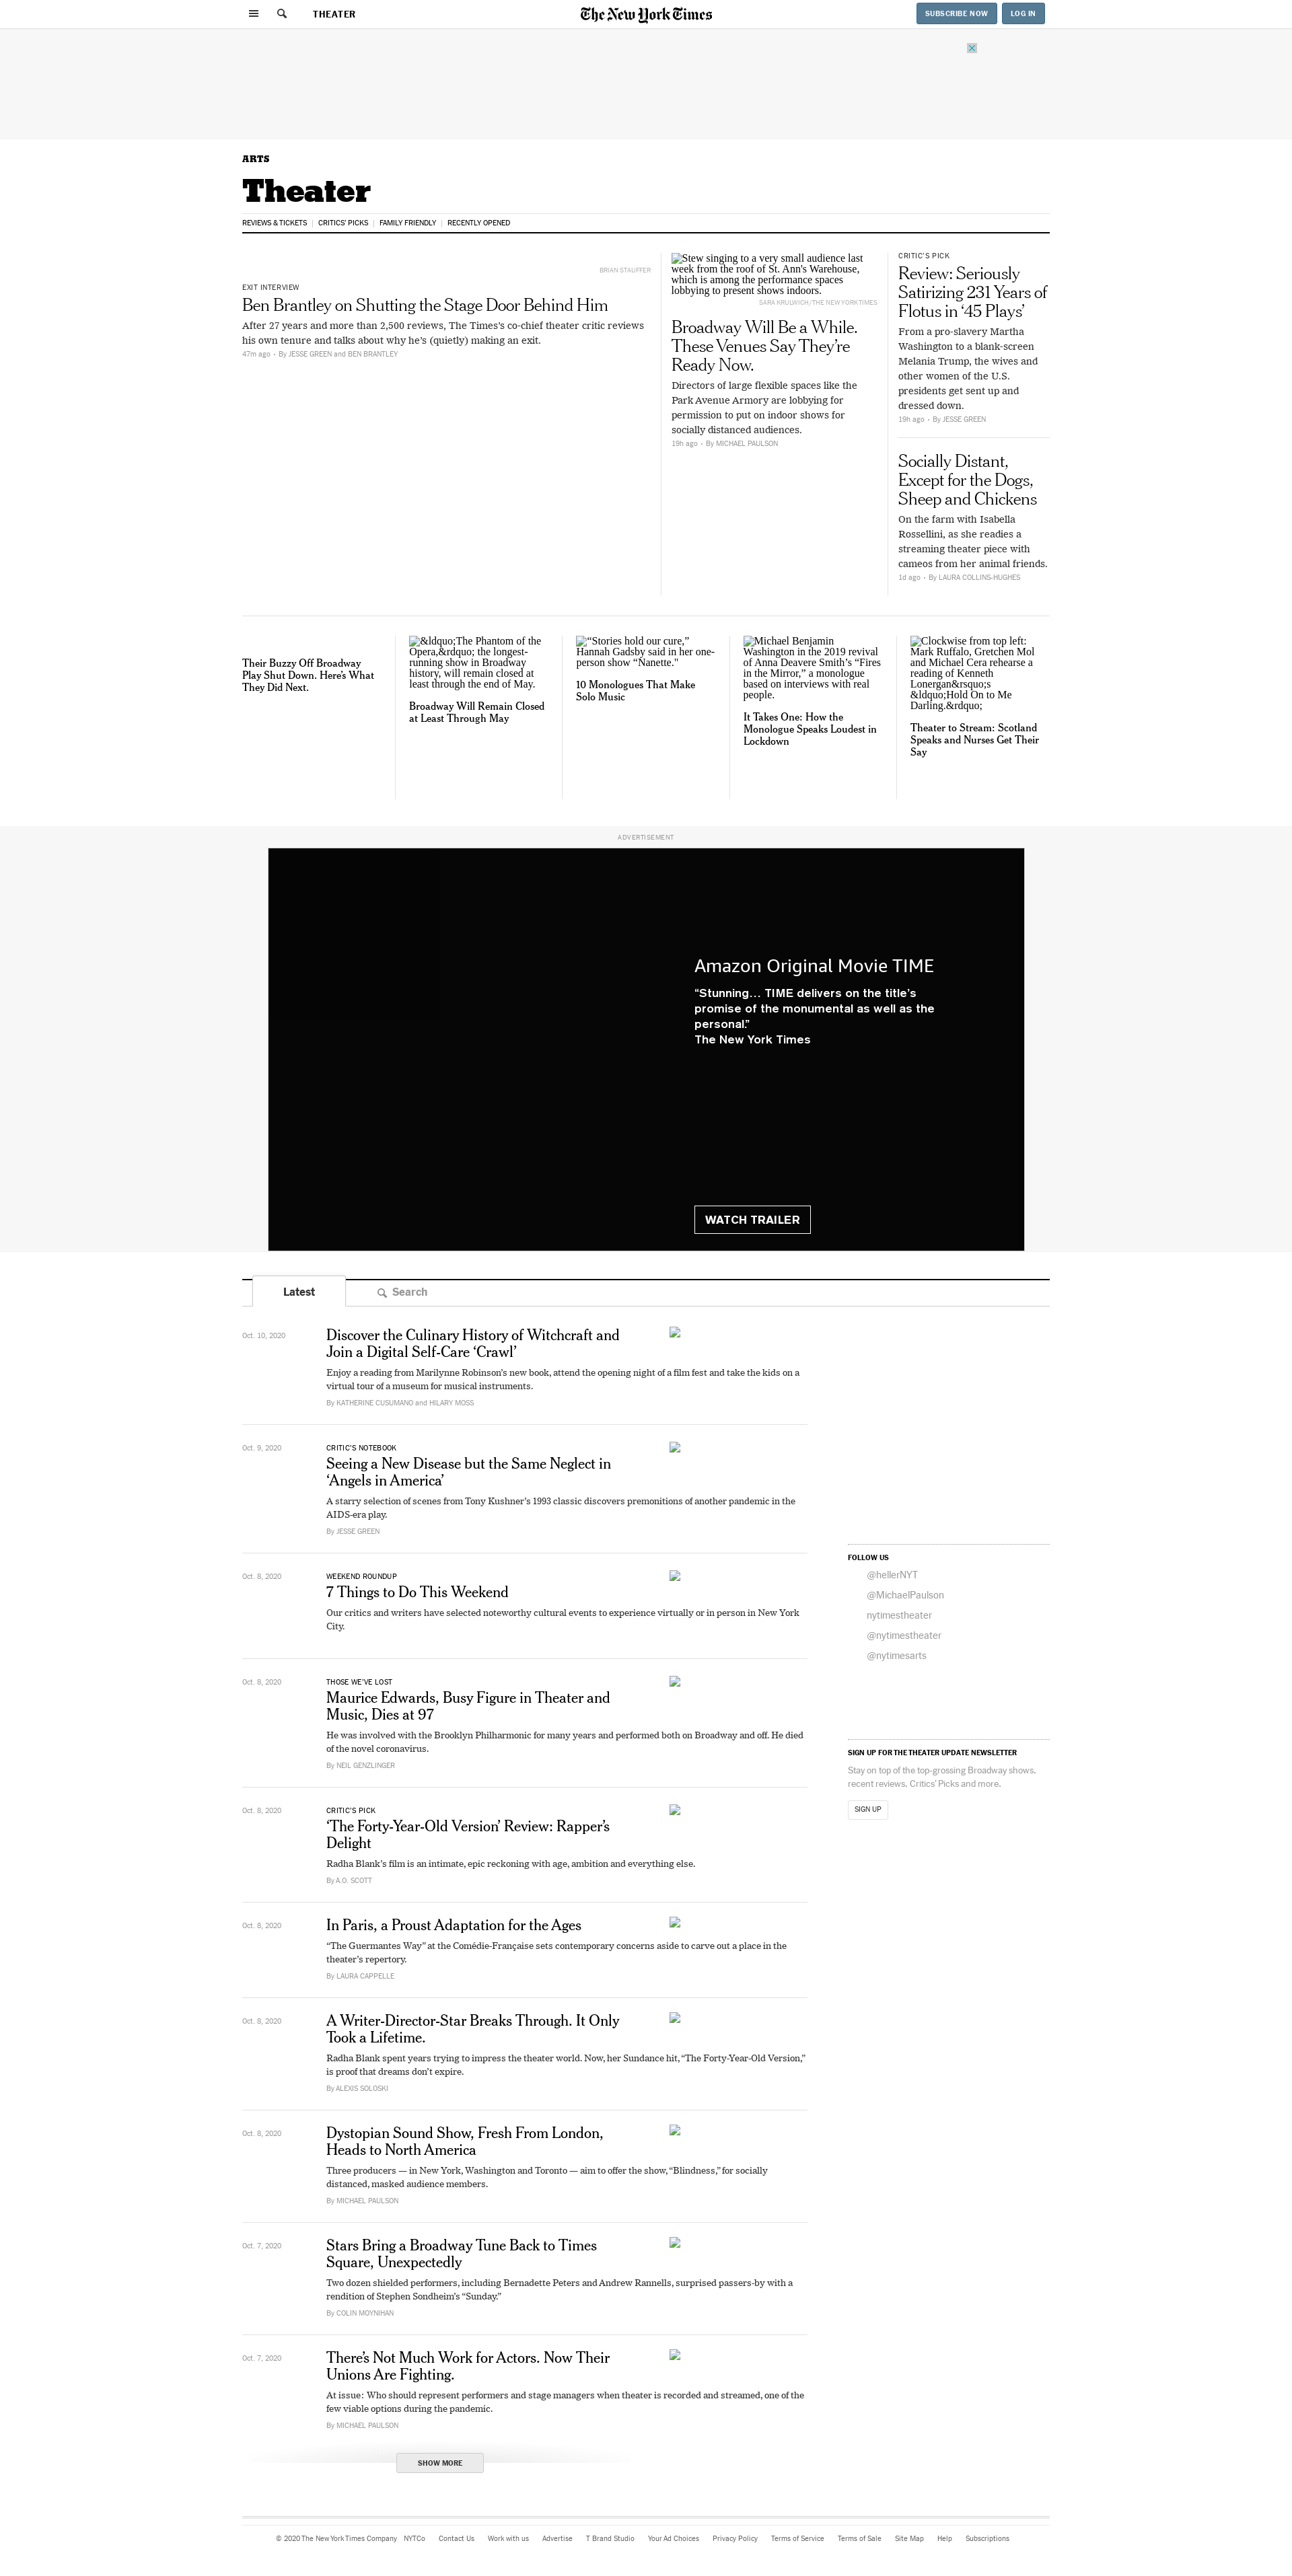 THEATER
The New York Times
SUBSCRIBE NOW
LOG IN
ARTS
Theater
REVIEWS & TICKETS
CRITICS' PICKS
FAMILY FRIENDLY
RECENTLY OPENED
BRIAN STAUFFER
EXIT INTERVIEW
Ben Brantley on Shutting the Stage Door Behind Him
After 27 years and more than 2,500 reviews, The Times’s co-chief theater critic reviews
his own tenure and talks about why he’s (quietly) making an exit.
47m ago • By JESSE GREEN and BEN BRANTLEY
Stew singing to a very small audience last
week from the roof of St. Ann's Warehouse,
which is among the performance spaces
lobbying to present shows indoors.
SARA KRULWICH/THE NEW YORK TIMES
Broadway Will Be a While.
These Venues Say They’re
Ready Now.
Directors of large flexible spaces like the
Park Avenue Armory are lobbying for
permission to put on indoor shows for
socially distanced audiences.
19h ago • By MICHAEL PAULSON
CRITIC’S PICK
Review: Seriously
Satirizing 231 Years of
Flotus in ‘45 Plays’
From a pro-slavery Martha
Washington to a blank-screen
Melania Trump, the wives and
other women of the U.S.
presidents get sent up and
dressed down.
19h ago • By JESSE GREEN
Socially Distant,
Except for the Dogs,
Sheep and Chickens
On the farm with Isabella
Rossellini, as she readies a
streaming theater piece with
cameos from her animal friends.
1d ago • By LAURA COLLINS-HUGHES
Their Buzzy Off Broadway
Play Shut Down. Here’s What
They Did Next.
&ldquo;The Phantom of the
Opera,&rdquo; the longest-
running show in Broadway
history, will remain closed at
least through the end of May.
Broadway Will Remain Closed
at Least Through May
“Stories hold our cure,”
Hannah Gadsby said in her one-
person show “Nanette."
10 Monologues That Make
Solo Music
Michael Benjamin
Washington in the 2019 revival
of Anna Deavere Smith’s “Fires
in the Mirror,” a monologue
based on interviews with real
people.
It Takes One: How the
Monologue Speaks Loudest in
Lockdown
Clockwise from top left:
Mark Ruffalo, Gretchen Mol
and Michael Cera rehearse a
reading of Kenneth
Lonergan&rsquo;s
&ldquo;Hold On to Me
Darling.&rdquo;
Theater to Stream: Scotland
Speaks and Nurses Get Their
Say
ADVERTISEMENT
Amazon Original Movie TIME
“Stunning… TIME delivers on the title’s
promise of the monumental as well as the
personal.”
The New York Times
WATCH TRAILER
Latest
Search
Oct. 10, 2020
Discover the Culinary History of Witchcraft and
Join a Digital Self-Care ‘Crawl’
Enjoy a reading from Marilynne Robinson’s new book, attend the opening night of a film fest and take the kids on a
virtual tour of a museum for musical instruments.
By KATHERINE CUSUMANO and HILARY MOSS
Oct. 9, 2020
CRITIC’S NOTEBOOK
Seeing a New Disease but the Same Neglect in
‘Angels in America’
A starry selection of scenes from Tony Kushner’s 1993 classic discovers premonitions of another pandemic in the
AIDS-era play.
By JESSE GREEN
Oct. 8, 2020
WEEKEND ROUNDUP
7 Things to Do This Weekend
Our critics and writers have selected noteworthy cultural events to experience virtually or in person in New York
City.
Oct. 8, 2020
THOSE WE’VE LOST
Maurice Edwards, Busy Figure in Theater and
Music, Dies at 97
He was involved with the Brooklyn Philharmonic for many years and performed both on Broadway and off. He died
of the novel coronavirus.
By NEIL GENZLINGER
Oct. 8, 2020
CRITIC’S PICK
‘The Forty-Year-Old Version’ Review: Rapper’s
Delight
Radha Blank’s film is an intimate, epic reckoning with age, ambition and everything else.
By A.O. SCOTT
Oct. 8, 2020
In Paris, a Proust Adaptation for the Ages
“The Guermantes Way” at the Comédie-Française sets contemporary concerns aside to carve out a place in the
theater’s repertory.
By LAURA CAPPELLE
Oct. 8, 2020
A Writer-Director-Star Breaks Through. It Only
Took a Lifetime.
Radha Blank spent years trying to impress the theater world. Now, her Sundance hit, “The Forty-Year-Old Version,”
is proof that dreams don’t expire.
By ALEXIS SOLOSKI
Oct. 8, 2020
Dystopian Sound Show, Fresh From London,
Heads to North America
Three producers — in New York, Washington and Toronto — aim to offer the show, “Blindness,” for socially
distanced, masked audience members.
By MICHAEL PAULSON
Oct. 7, 2020
Stars Bring a Broadway Tune Back to Times
Square, Unexpectedly
Two dozen shielded performers, including Bernadette Peters and Andrew Rannells, surprised passers-by with a
rendition of Stephen Sondheim’s “Sunday.”
By COLIN MOYNIHAN
Oct. 7, 2020
There’s Not Much Work for Actors. Now Their
Unions Are Fighting.
At issue: Who should represent performers and stage managers when theater is recorded and streamed, one of the
few viable options during the pandemic.
By MICHAEL PAULSON
SHOW MORE
FOLLOW US
@hellerNYT
@MichaelPaulson
nytimestheater
@nytimestheater
@nytimesarts
SIGN UP FOR THE THEATER UPDATE NEWSLETTER
Stay on top of the top-grossing Broadway shows,
recent reviews, Critics’ Picks and more.
SIGN UP
© 2020 The New York Times Company
NYTCo
Contact Us
Work with us
Advertise
T Brand Studio
Your Ad Choices
Privacy Policy
Terms of Service
Terms of Sale
Site Map
Help
Subscriptions